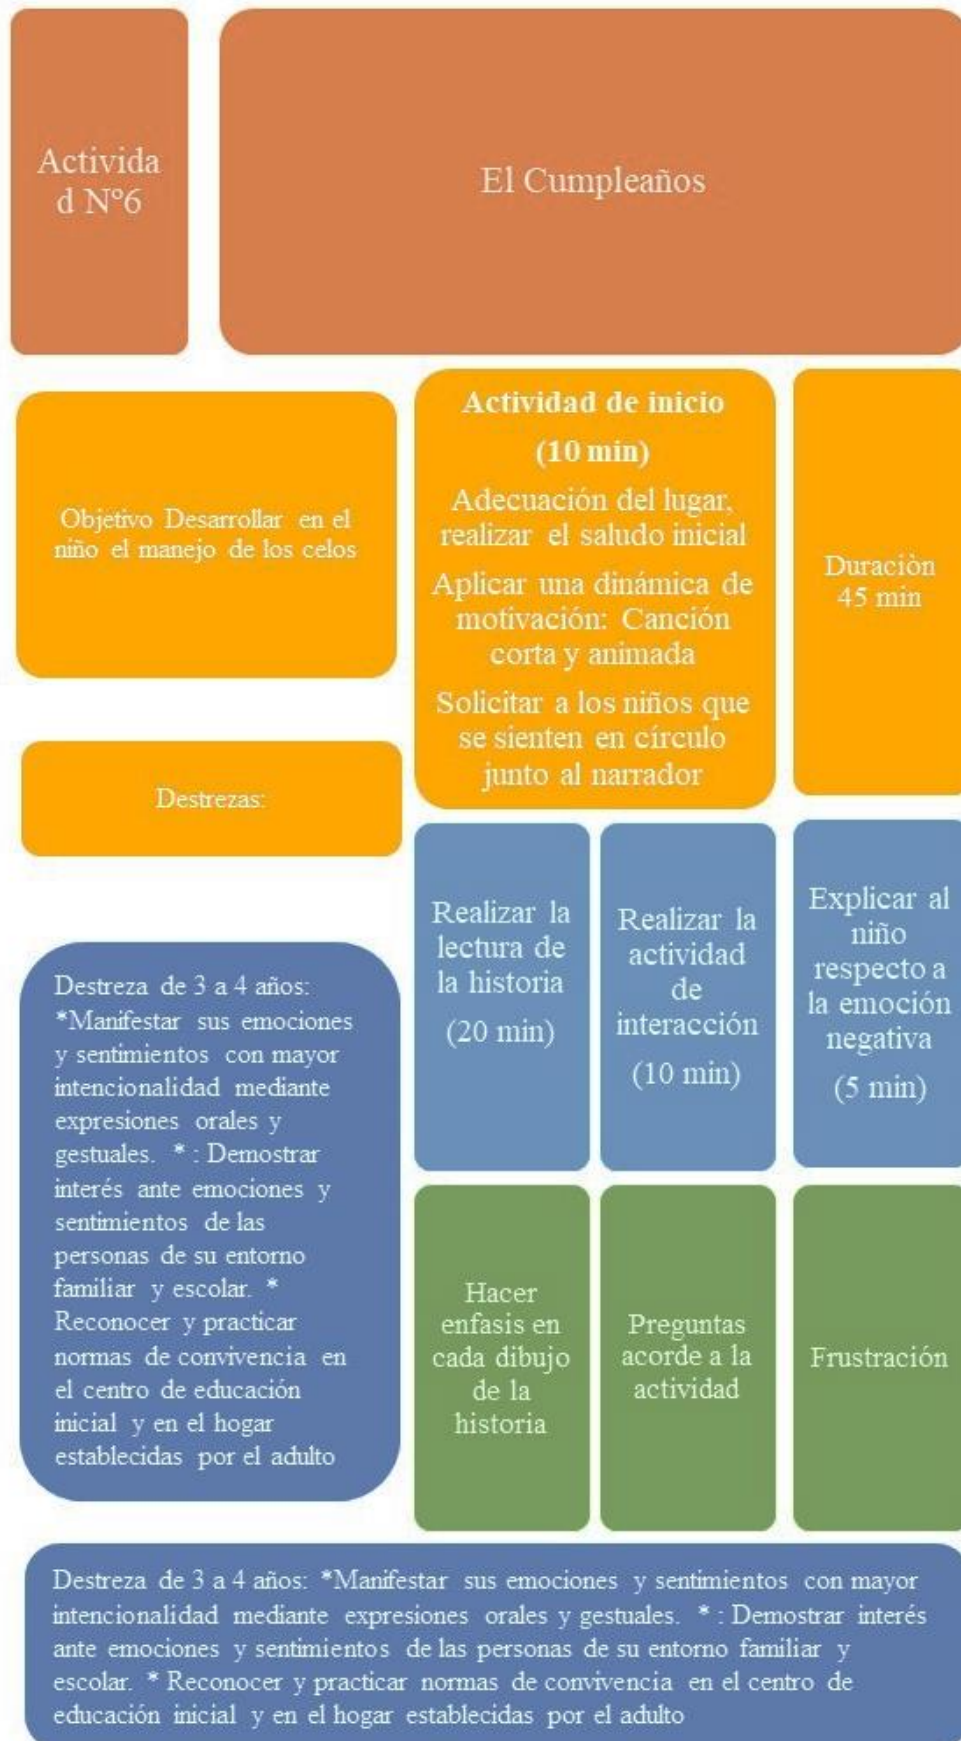 Activida
d Nº6
El Cumpleaños
Objetivo Desarrollar en el
niño el manejo de los celos
Actividad de inicio
(10 min)
Adecuación del lugar,
realizar el saludo inicial
Aplicar una dinámica de
motivación: Canción
corta y animada
Solicitar a los niños que
se sienten en círculo
junto al narrador
Duraciòn
45 min
Destrezas:
Realizar la
lectura de
la historia
(20 min)
Realizar la
actividad
de
interacción
(10 min)
Explicar al
niño
respecto a
la emoción
negativa
(5 min)
Destreza de 3 a 4 años:
*Manifestar sus emociones
y sentimientos con mayor
intencionalidad mediante
expresiones orales y
gestuales. * : Demostrar
interés ante emociones y
sentimientos de las
personas de su entorno
familiar y escolar. *
Reconocer y practicar
normas de convivencia en
el centro de educación
inicial y en el hogar
establecidas por el adulto
Hacer
enfasis en
cada dibujo
de la
historia
Preguntas
acorde a la
actividad
Frustración
Destreza de 3 a 4 años: *Manifestar sus emociones y sentimientos con mayor
intencionalidad mediante expresiones orales y gestuales. * : Demostrar interés
ante emociones y sentimientos de las personas de su entorno familiar y
escolar. * Reconocer y practicar normas de convivencia en el centro de
educación inicial y en el hogar establecidas por el adulto